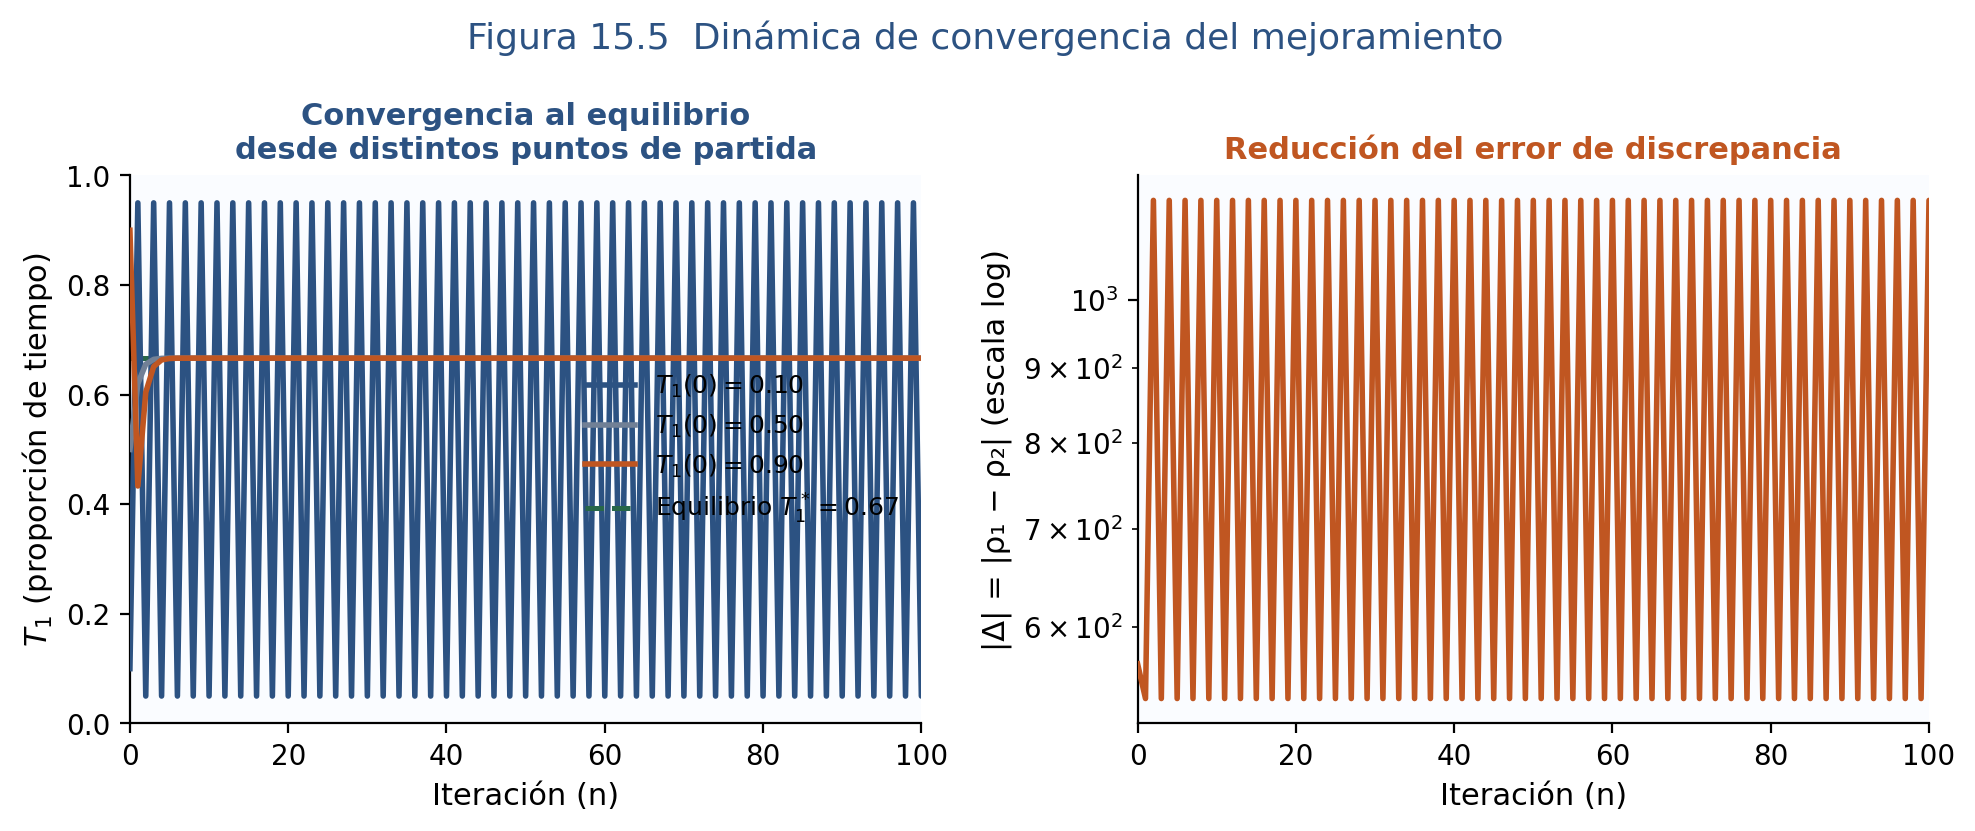 Figura 15.5 Dinámica de convergencia del mejoramiento
Convergencia al equilibrio
desde distintos puntos de partida
T₁ (proporción de tiempo)
1.0
0.8
0.6
0.4
0.2
0.0
T₁(0) = 0.10
T₁(0) = 0.50
T₁(0) = 0.90
Equilibrio T₁* = 0.67
0 20 40 60 80 100
Iteración (n)
Reducción del error de discrepancia
|Δ| = |ρ₁ − ρ₂| (escala log)
10³
9 × 10²
8 × 10²
7 × 10²
6 × 10²
0 20 40 60 80 100
Iteración (n)